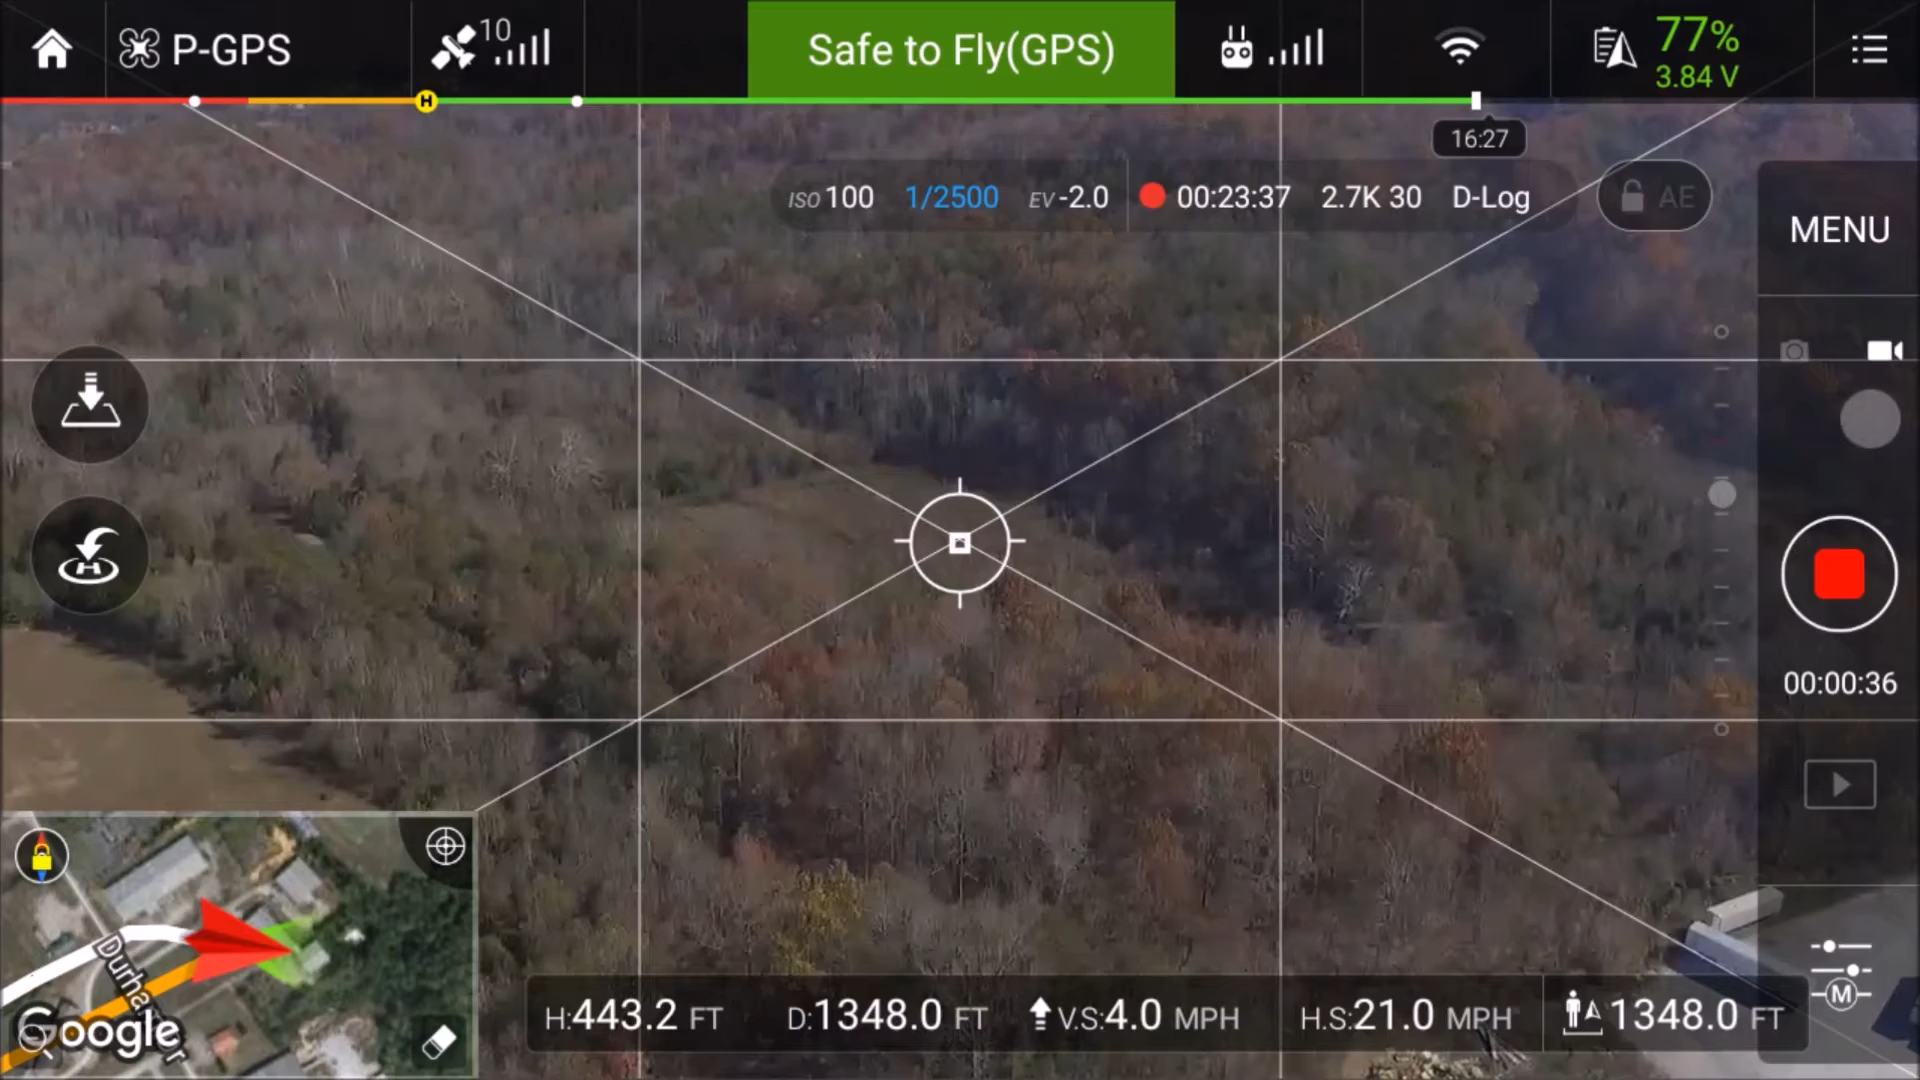 P-GPS
10
Safe to Fly(GPS)
77%
3.84 V
H
16:27
ISO 100 1/2500 EV -2.0 00:23:37 2.7K 30 D-Log
AE
MENU
H
00:00:36
M
Google
H:443.2 FT D:1348.0 FT V.S:4.0 MPH H.S:21.0 MPH 1348.0 FT